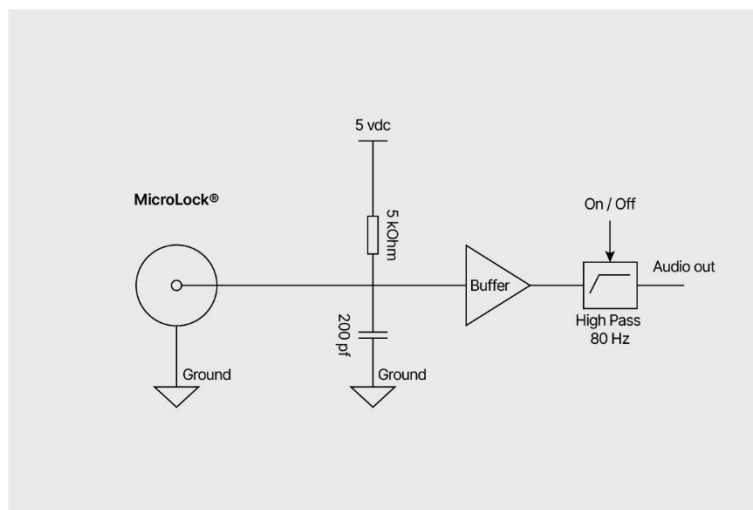 5 vdc
MicroLock®
5 kOhm
On / Off
Buffer
Audio out
200 pf
High Pass
80 Hz
Ground
Ground